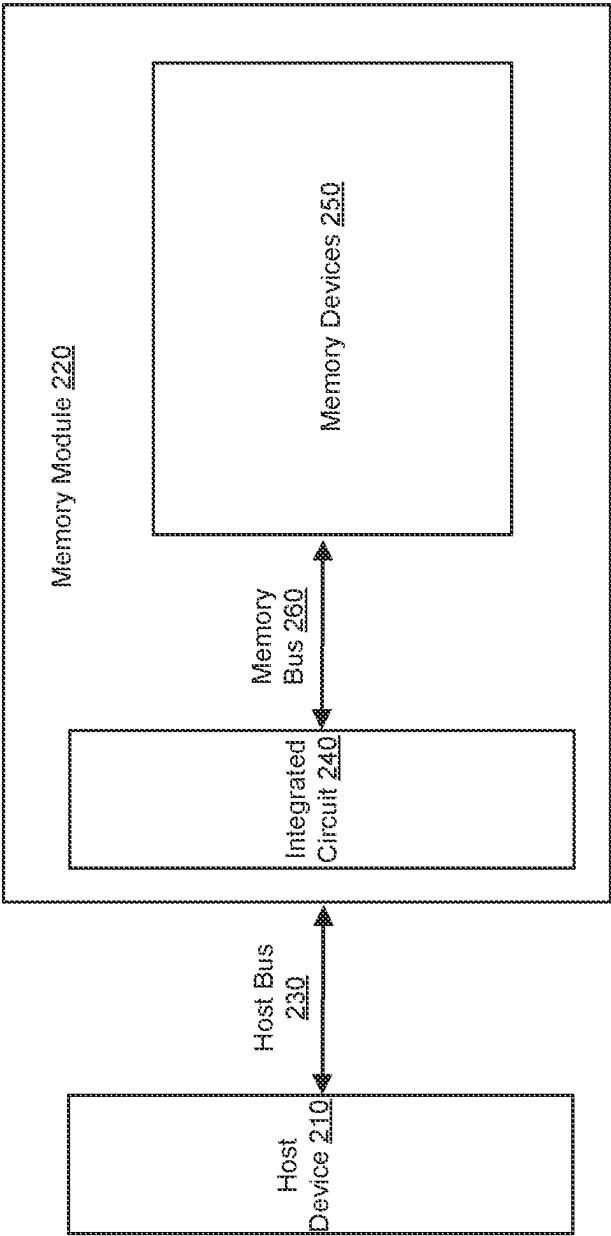 Memory Module 220
Host
Device 210
Host Bus
230
Integrated
Circuit 240
Memory
Bus 260
Memory Devices 250